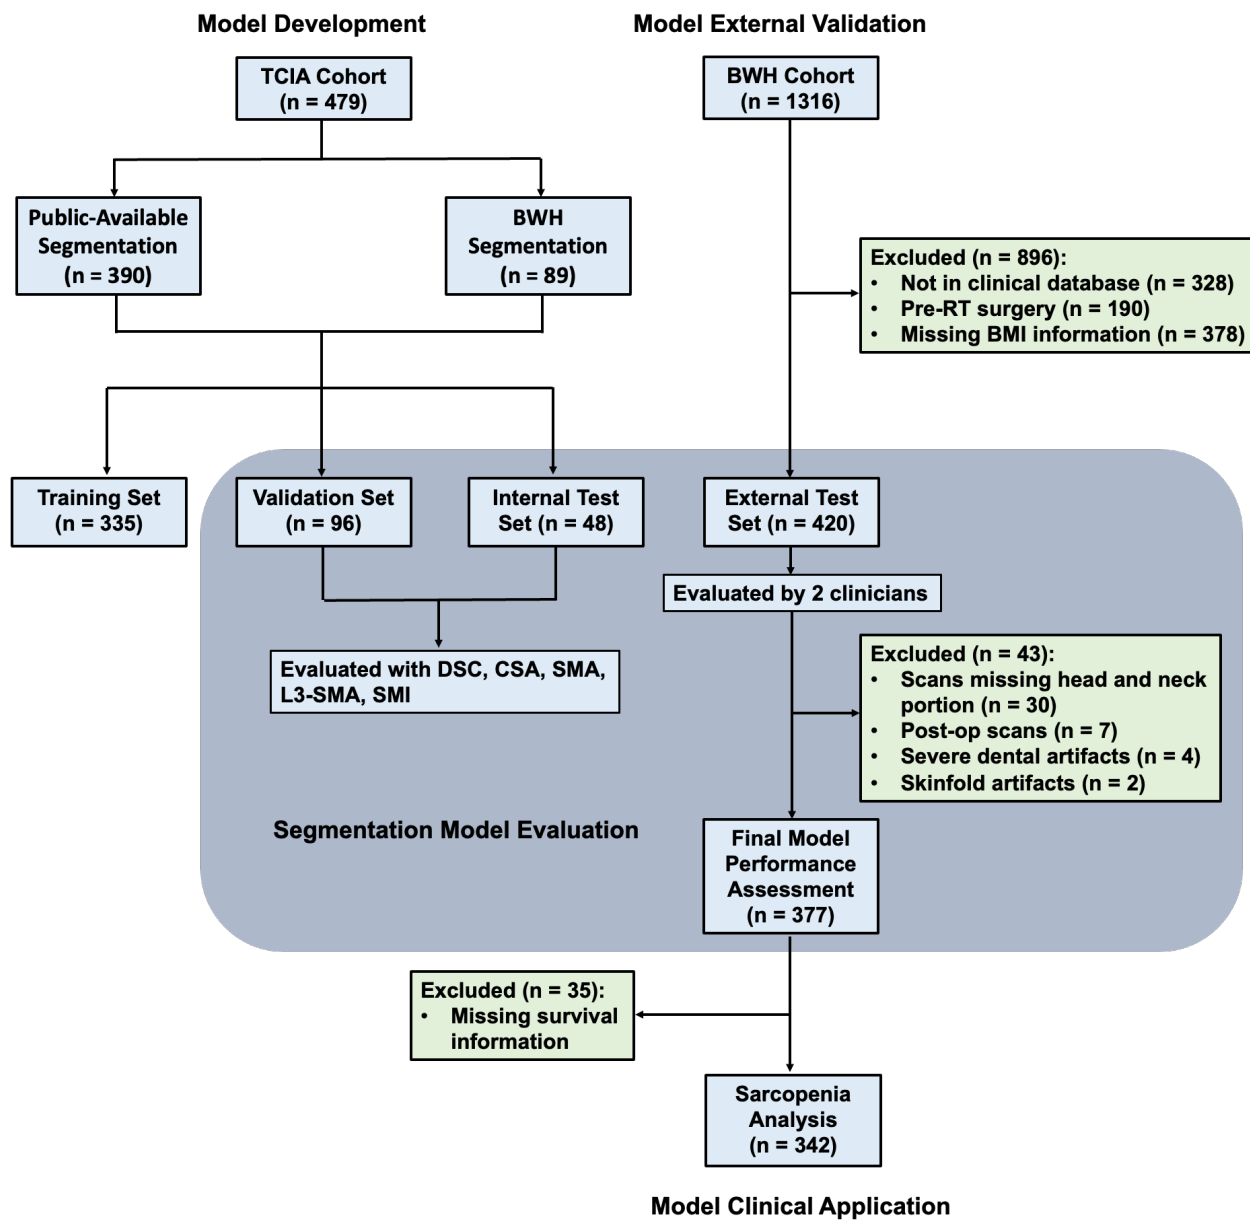 Model Development
Model External Validation
TCIA Cohort
(n = 479)
BWH Cohort
(n = 1316)
Public-Available
Segmentation
(n = 390)
BWH
Segmentation
(n = 89)
Excluded (n = 896):
• Not in clinical database (n = 328)
• Pre-RT surgery (n = 190)
• Missing BMI information (n = 378)
Training Set
(n = 335)
Validation Set
(n = 96)
Internal Test
Set (n = 48)
External Test
Set (n = 420)
Evaluated by 2 clinicians
Evaluated with DSC, CSA, SMA,
L3-SMA, SMI
Excluded (n = 43):
• Scans missing head and neck
portion (n = 30)
• Post-op scans (n = 7)
• Severe dental artifacts (n = 4)
• Skinfold artifacts (n = 2)
Segmentation Model Evaluation
Final Model
Performance
Assessment
(n = 377)
Excluded (n = 35):
• Missing survival
information
Sarcopenia
Analysis
(n = 342)
Model Clinical Application